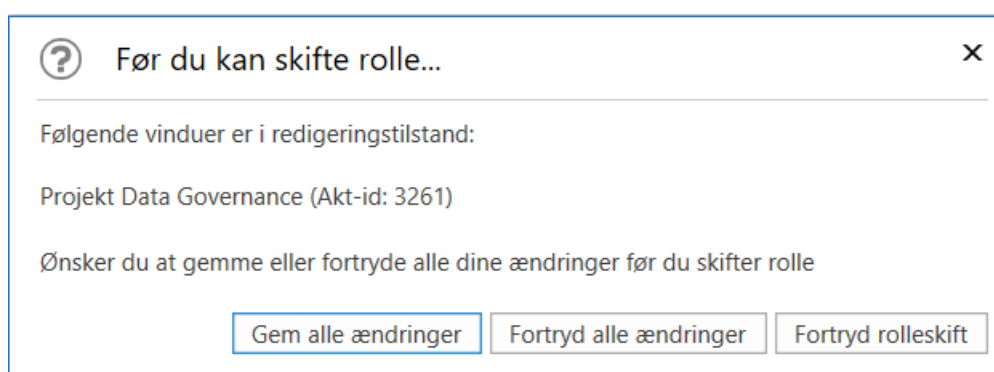 Før du kan skifte rolle...
Følgende vinduer er i redigeringstilstand:
Projekt Data Governance (Akt-id: 3261)
Ønsker du at gemme eller fortryde alle dine ændringer før du skifter rolle
Gem alle ændringer Fortryd alle ændringer Fortryd rolleskift